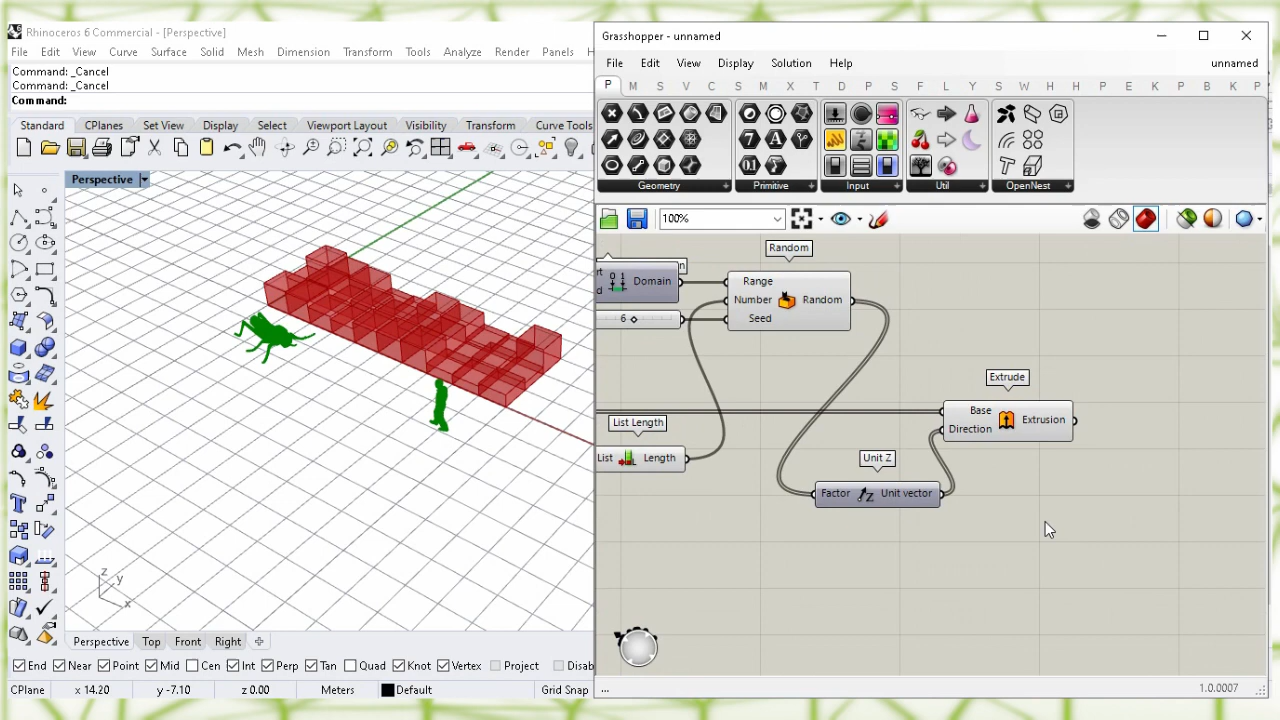 Rhinoceros 6 Commercial - [Perspective]
File Edit View Curve Surface Solid Mesh Dimension Transform Tools Analyze Render Panels
Command: _Cancel
Command: _Cancel
Command:
Standard CPlanes Set View Display Select Viewport Layout Visibility Transform Curve Tools
Perspective
z
y
x
Perspective Top Front Right
End Near Point Mid Cen Int Perp Tan Quad Knot Vertex Project Disab
CPlane x 14.20 y -7.10 z 0.00 Meters Default Grid Snap
Grasshopper - unnamed
File Edit View Display Solution Help unnamed
P M S V C S M X T D P S F L Y S W H P E K B K P
Geometry Primitive Input Util OpenNest
100%
Random
Domain
Range
Number
Seed
Random
6
List Length
List Length
Extrude
Base
Direction
Extrusion
Unit Z
Factor Unit vector
... 1.0.0007